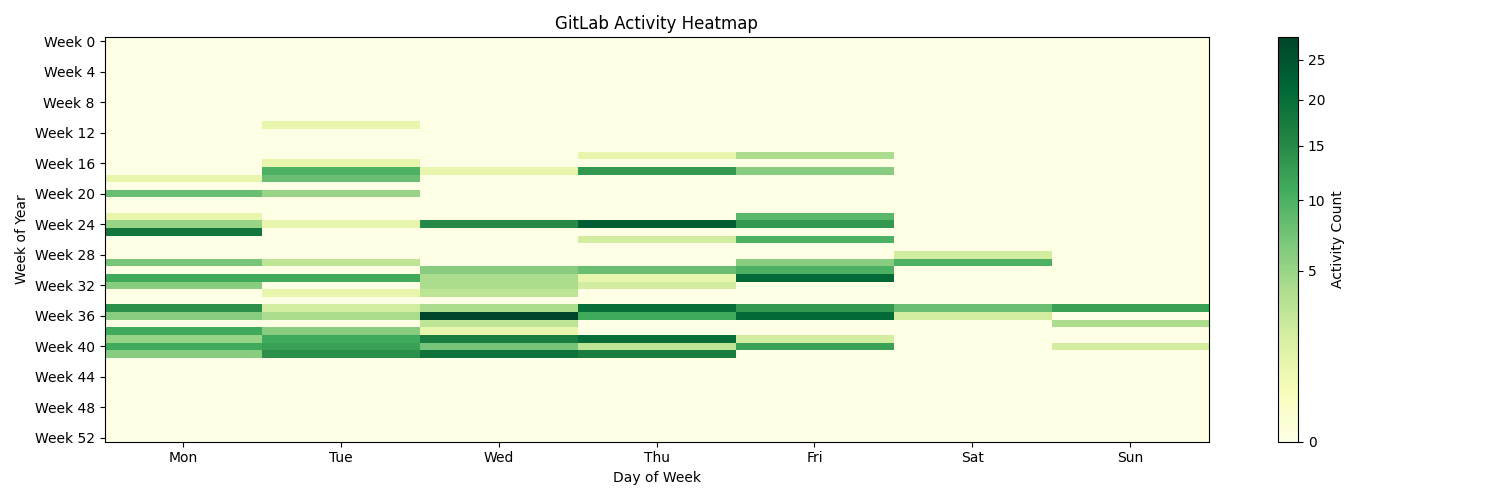 GitLab Activity Heatmap
Week 0
Week 4
Week 8
Week 12
Week 16
Week 20
Week 24
Week 28
Week 32
Week 36
Week 40
Week 44
Week 48
Week 52
Week of Year
Mon Tue Wed Thu Fri Sat Sun
Day of Week
25
20
15
10
5
0
Activity Count